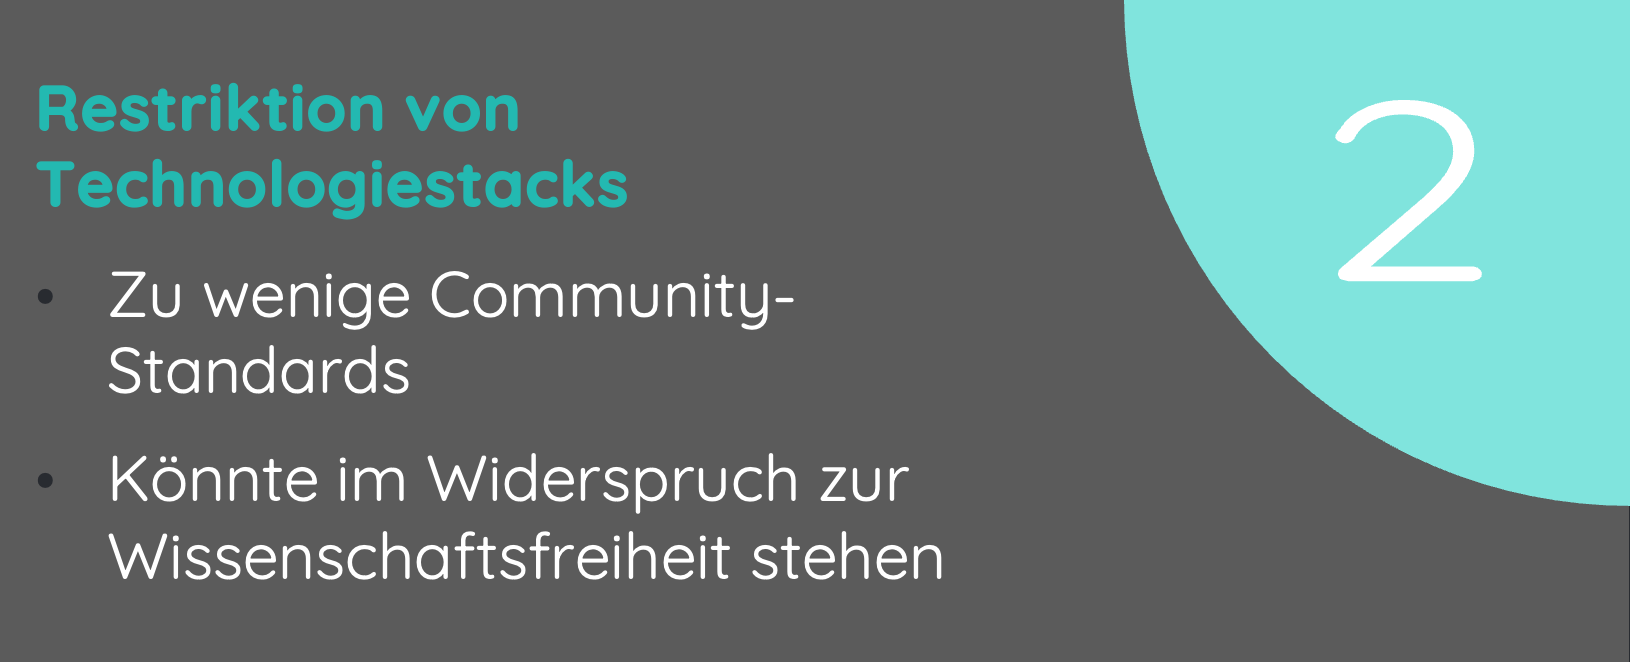 Restriktion von
Technologiestacks
2
• Zu wenige Community-
Standards
• Könnte im Widerspruch zur
Wissenschaftsfreiheit stehen